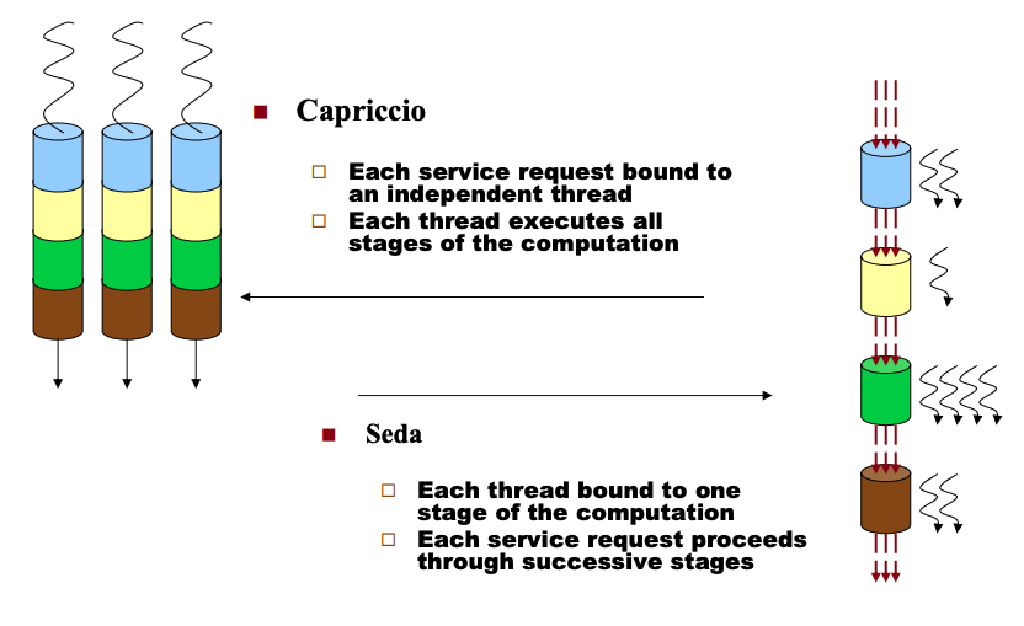 Capriccio
Each service request bound to
an independent thread
Each thread executes all
stages of the computation
Seda
Each thread bound to one
stage of the computation
Each service request proceeds
through successive stages